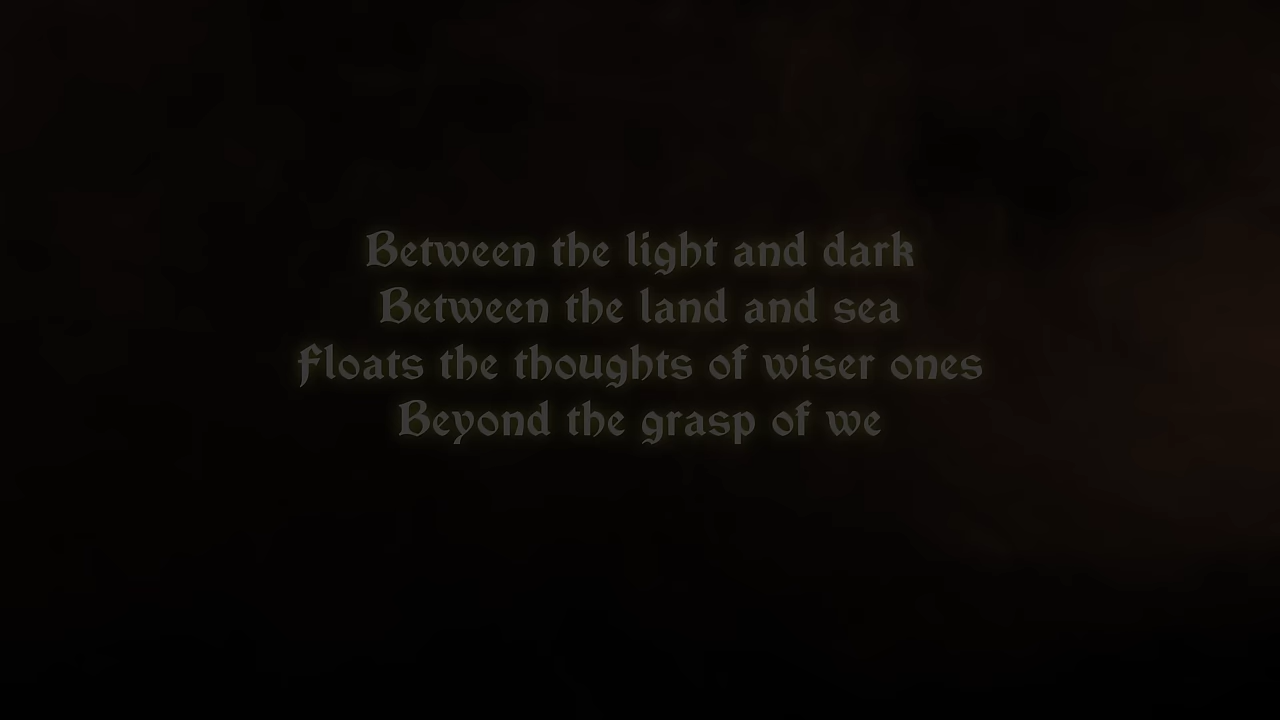 Between the light and dark
Between the land and sea
Floats the thoughts of wiser ones
Beyond the grasp of we